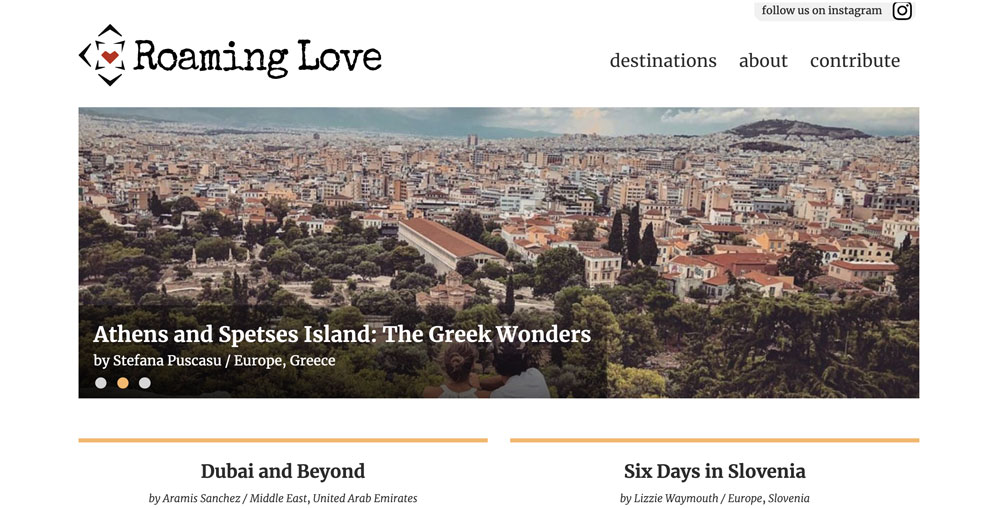 follow us on instagram
Roaming Love
destinations about contribute
Athens and Spetses Island: The Greek Wonders
by Stefana Puscasu / Europe, Greece
Dubai and Beyond
by Aramis Sanchez / Middle East, United Arab Emirates
Six Days in Slovenia
by Lizzie Waymouth / Europe, Slovenia